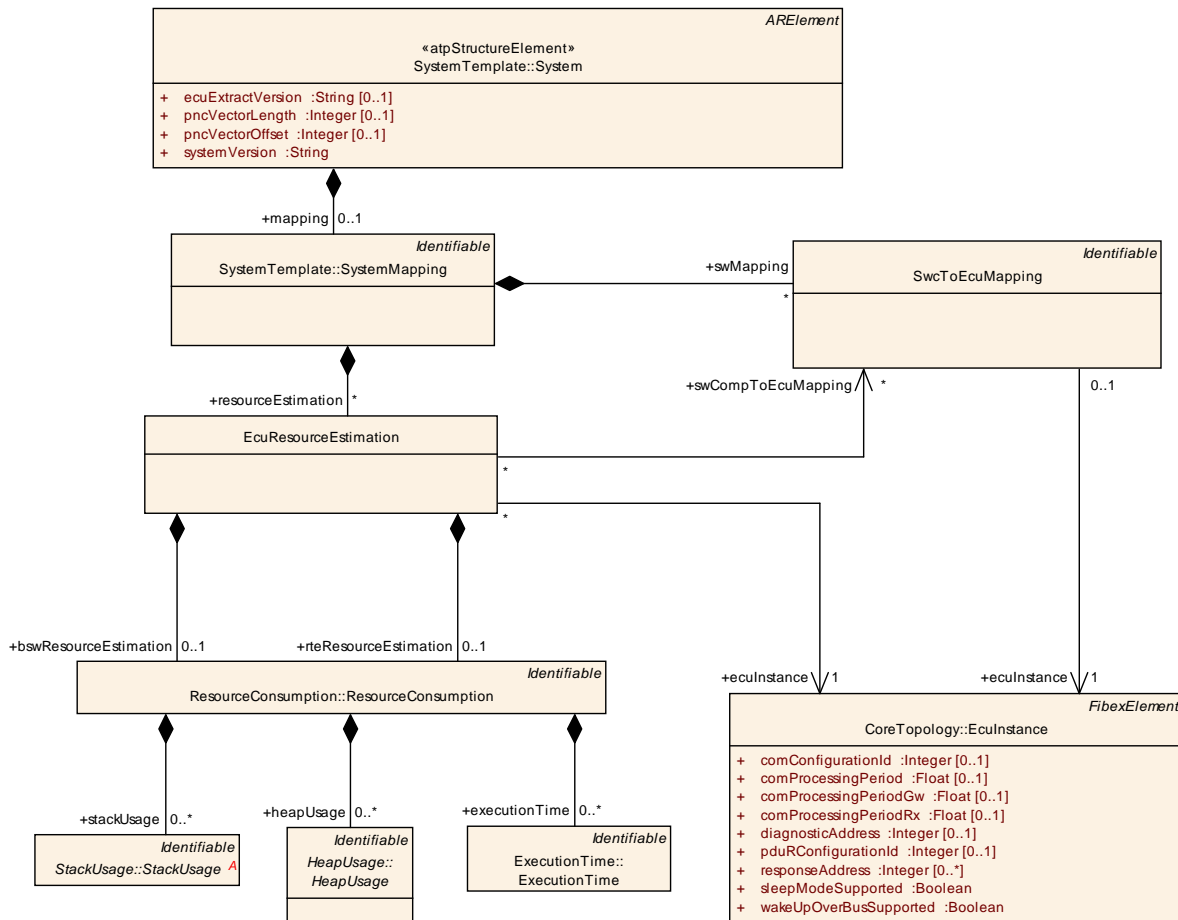 ARElement
«atpStructureElement»
SystemTemplate::System
+ ecuExtractVersion :String [0..1]
+ pncVectorLength :Integer [0..1]
+ pncVectorOffset :Integer [0..1]
+ systemVersion :String
+mapping 0..1
Identifiable
SystemTemplate::SystemMapping
+swMapping
*
Identifiable
SwcToEcuMapping
+resourceEstimation *
+swCompToEcuMapping *
0..1
EcuResourceEstimation
*
*
+bswResourceEstimation 0..1
+rteResourceEstimation 0..1
+ecuInstance 1
+ecuInstance 1
Identifiable
ResourceConsumption::ResourceConsumption
FibexElement
CoreTopology::EcuInstance
+ comConfigurationId :Integer [0..1]
+ comProcessingPeriod :Float [0..1]
+ comProcessingPeriodGw :Float [0..1]
+ comProcessingPeriodRx :Float [0..1]
+ diagnosticAddress :Integer [0..1]
+ pduRConfigurationId :Integer [0..1]
+ responseAddress :Integer [0..*]
+ sleepModeSupported :Boolean
+ wakeUpOverBusSupported :Boolean
+stackUsage 0..*
+heapUsage 0..*
+executionTime 0..*
Identifiable
StackUsage::StackUsage A
Identifiable
HeapUsage::
HeapUsage
Identifiable
ExecutionTime::
ExecutionTime